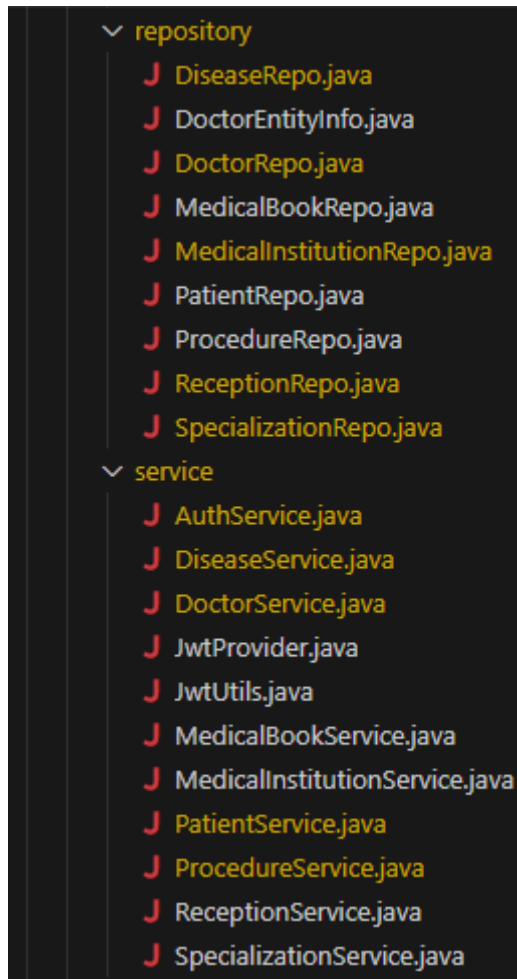 repository
DiseaseRepo.java
DoctorEntityInfo.java
DoctorRepo.java
MedicalBookRepo.java
MedicalInstitutionRepo.java
PatientRepo.java
ProcedureRepo.java
ReceptionRepo.java
SpecializationRepo.java
service
AuthService.java
DiseaseService.java
DoctorService.java
JwtProvider.java
JwtUtils.java
MedicalBookService.java
MedicalInstitutionService.java
PatientService.java
ProcedureService.java
ReceptionService.java
SpecializationService.java